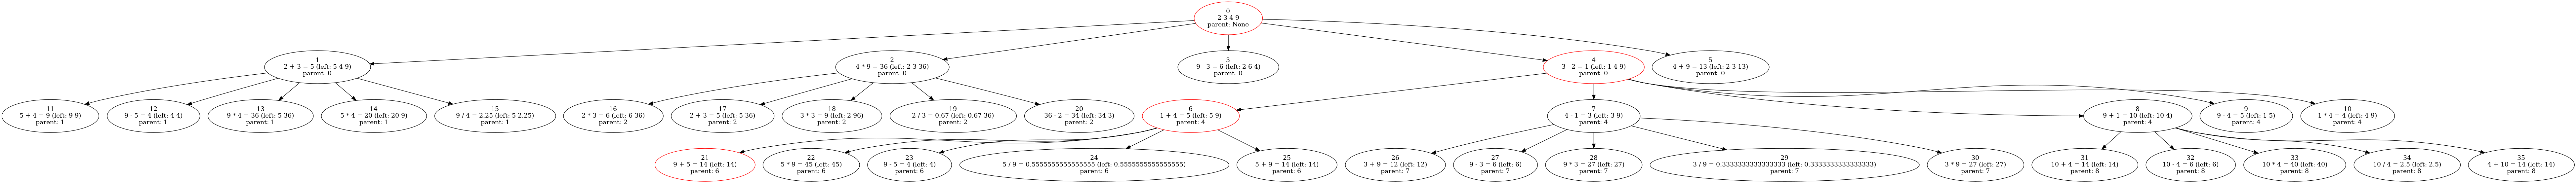 0
2 3 4 9
parent: None
1
2 + 3 = 5 (left: 5 4 9)
parent: 0
2
4 * 9 = 36 (left: 2 3 36)
parent: 0
3
9 - 3 = 6 (left: 2 6 4)
parent: 0
4
3 - 2 = 1 (left: 1 4 9)
parent: 0
5
4 + 9 = 13 (left: 2 3 13)
parent: 0
11
5 + 4 = 9 (left: 9 9)
parent: 1
12
9 - 5 = 4 (left: 4 4)
parent: 1
13
9 * 4 = 36 (left: 5 36)
parent: 1
14
5 * 4 = 20 (left: 20 9)
parent: 1
15
9 / 4 = 2.25 (left: 5 2.25)
parent: 1
16
2 * 3 = 6 (left: 6 36)
parent: 2
17
2 + 3 = 5 (left: 5 36)
parent: 2
18
3 * 3 = 9 (left: 2 96)
parent: 2
19
2 / 3 = 0.67 (left: 0.67 36)
parent: 2
20
36 - 2 = 34 (left: 34 3)
parent: 2
6
1 + 4 = 5 (left: 5 9)
parent: 4
7
4 - 1 = 3 (left: 3 9)
parent: 4
8
9 + 1 = 10 (left: 10 4)
parent: 4
9
9 - 4 = 5 (left: 1 5)
parent: 4
10
1 * 4 = 4 (left: 4 9)
parent: 4
21
9 + 5 = 14 (left: 14)
parent: 6
22
5 * 9 = 45 (left: 45)
parent: 6
23
9 - 5 = 4 (left: 4)
parent: 6
24
5 / 9 = 0.5555555555555555 (left: 0.5555555555555555)
parent: 6
25
5 + 9 = 14 (left: 14)
parent: 6
26
3 + 9 = 12 (left: 12)
parent: 7
27
9 - 3 = 6 (left: 6)
parent: 7
28
9 * 3 = 27 (left: 27)
parent: 7
29
3 / 9 = 0.3333333333333333 (left: 0.3333333333333333)
parent: 7
30
3 * 9 = 27 (left: 27)
parent: 7
31
10 + 4 = 14 (left: 14)
parent: 8
32
10 - 4 = 6 (left: 6)
parent: 8
33
10 * 4 = 40 (left: 40)
parent: 8
34
10 / 4 = 2.5 (left: 2.5)
parent: 8
35
4 + 10 = 14 (left: 14)
parent: 8